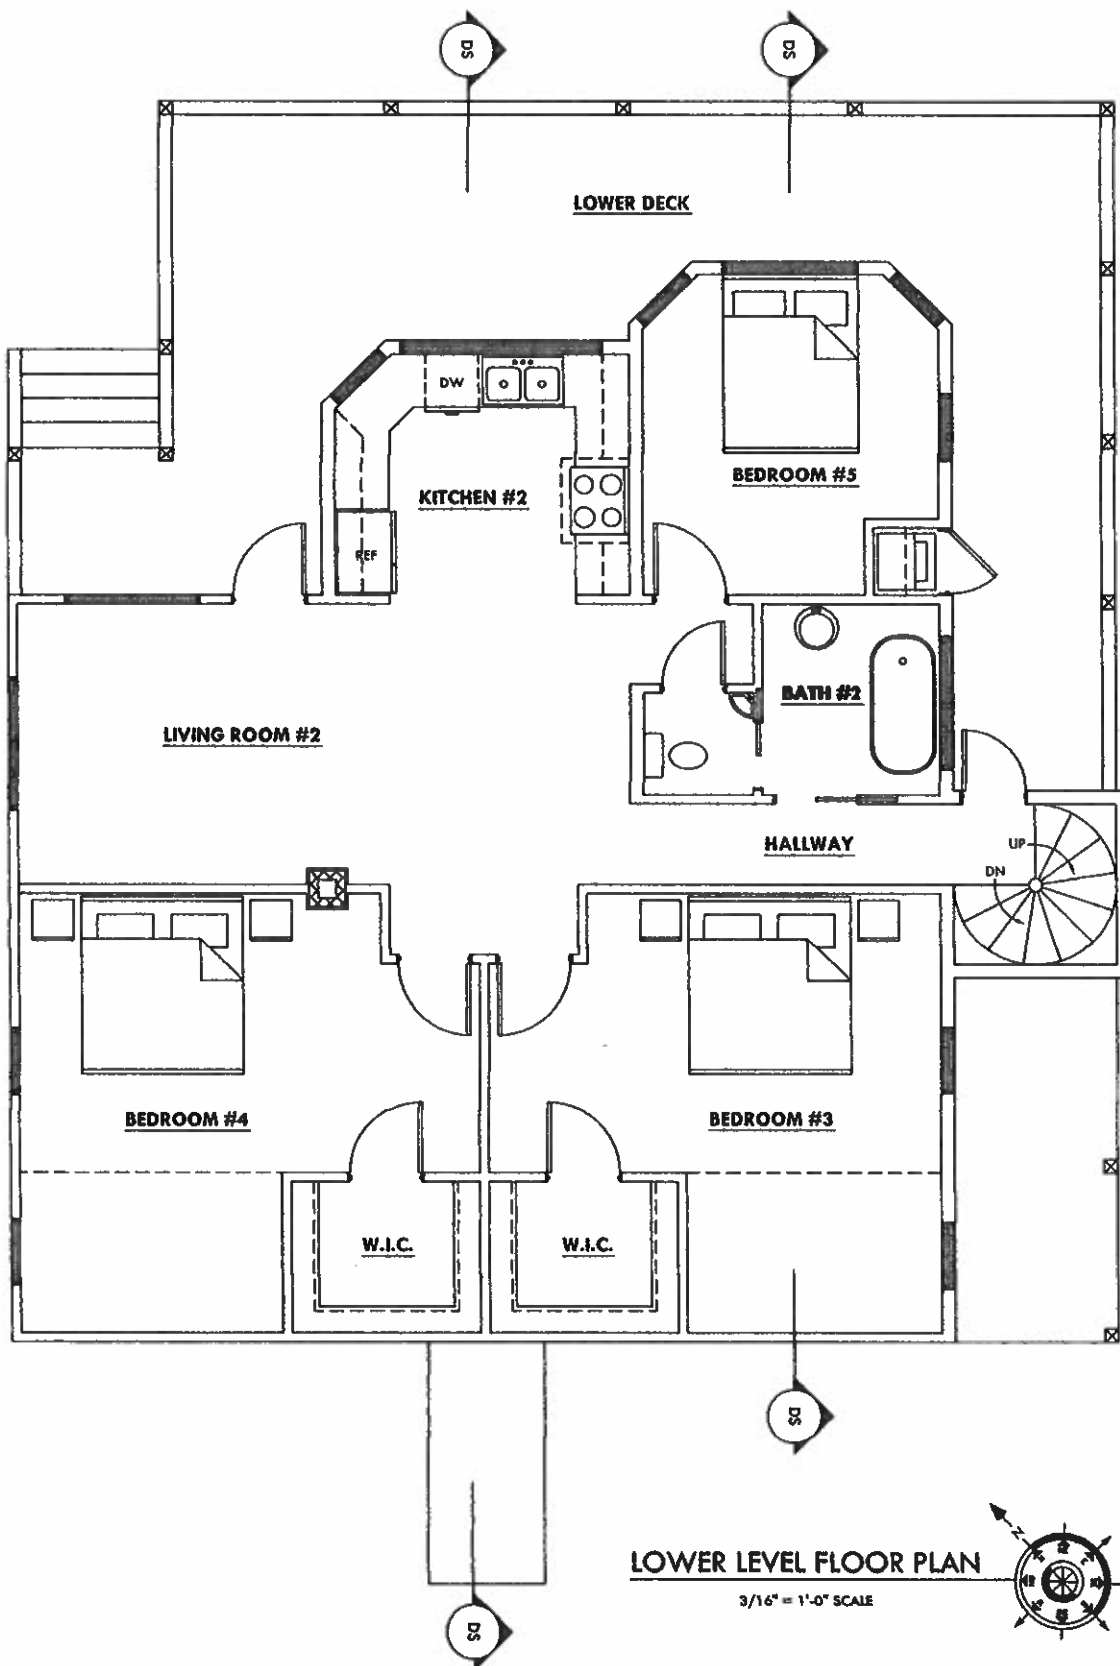 DS
DS
LOWER DECK
DW
BEDROOM #5
KITCHEN #2
REF
BATH #2
LIVING ROOM #2
HALLWAY
UP
DN
BEDROOM #4
BEDROOM #3
W.I.C.
W.I.C.
DS
N
LOWER LEVEL FLOOR PLAN
3/16" = 1'-0" SCALE
DS